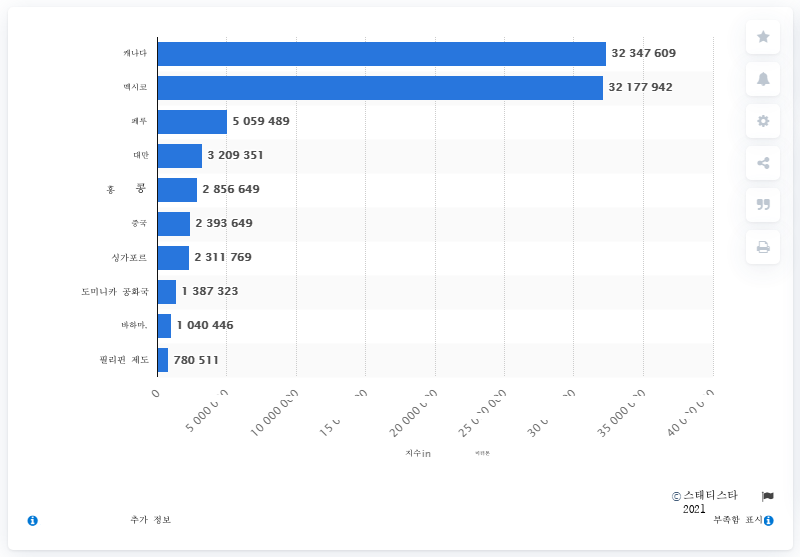 캐나다 32 347 609
멕시코 32 177 942
페루 5 059 489
대만 3 209 351
홍 콩 2 856 649
중국 2 393 649
싱가포르 2 311 769
도미니카 공화국 1 387 323
바하마. 1 040 446
필리핀 제도 780 511
0 10 000 000 20 000 000 35 000 000
지수in
©스태티스타
2021
추가 정보 부족함 표시